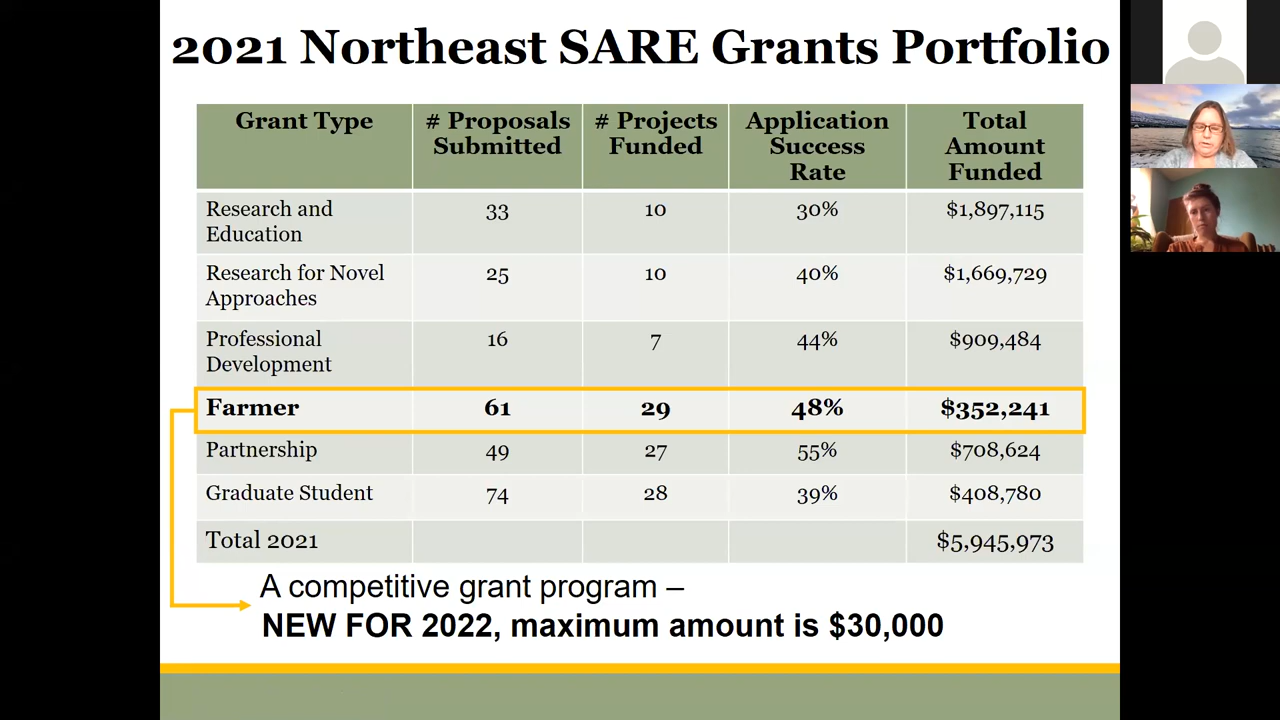 2021 Northeast SARE Grants Portfolio
Grant Type
# Proposals
Submitted
# Projects
Funded
Application
Success
Rate
Total
Amount
Funded
Research and
Education
33
10
30%
$1,897,115
Research for Novel
Approaches
25
10
40%
$1,669,729
Professional
Development
16
7
44%
$909,484
Farmer
61
29
48%
$352,241
Partnership
49
27
55%
$708,624
Graduate Student
74
28
39%
$408,780
Total 2021
$5,945,973
A competitive grant program –
NEW FOR 2022, maximum amount is $30,000